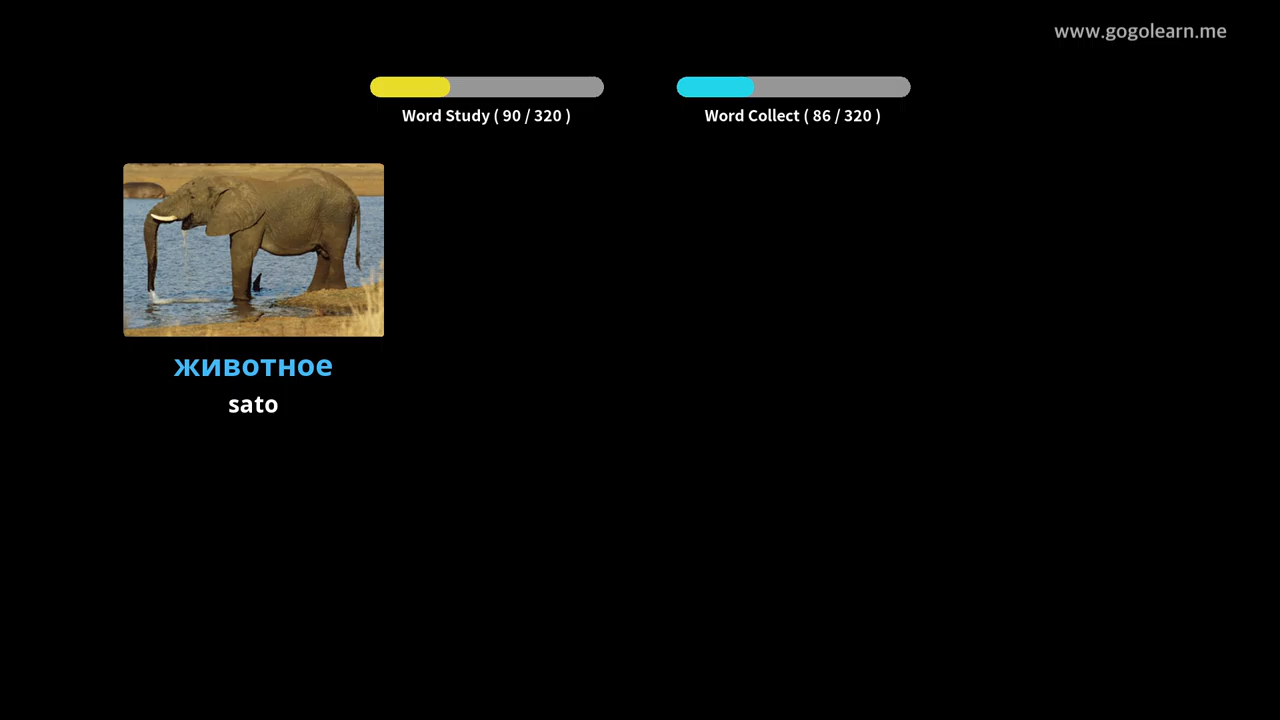 www.gogolearn.me
Word Study ( 90 / 320 )
Word Collect ( 86 / 320 )
животное
sato